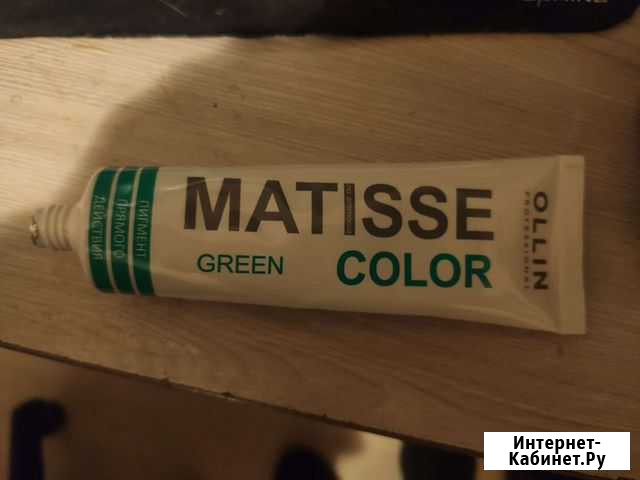 ПИГМЕНТ
ПРЯМОГО
ДЕЙСТВИЯ
MATISSE
GREEN
COLOR
OLLIN
PROFESSIONAL
Интернет-
Кабинет.Ру